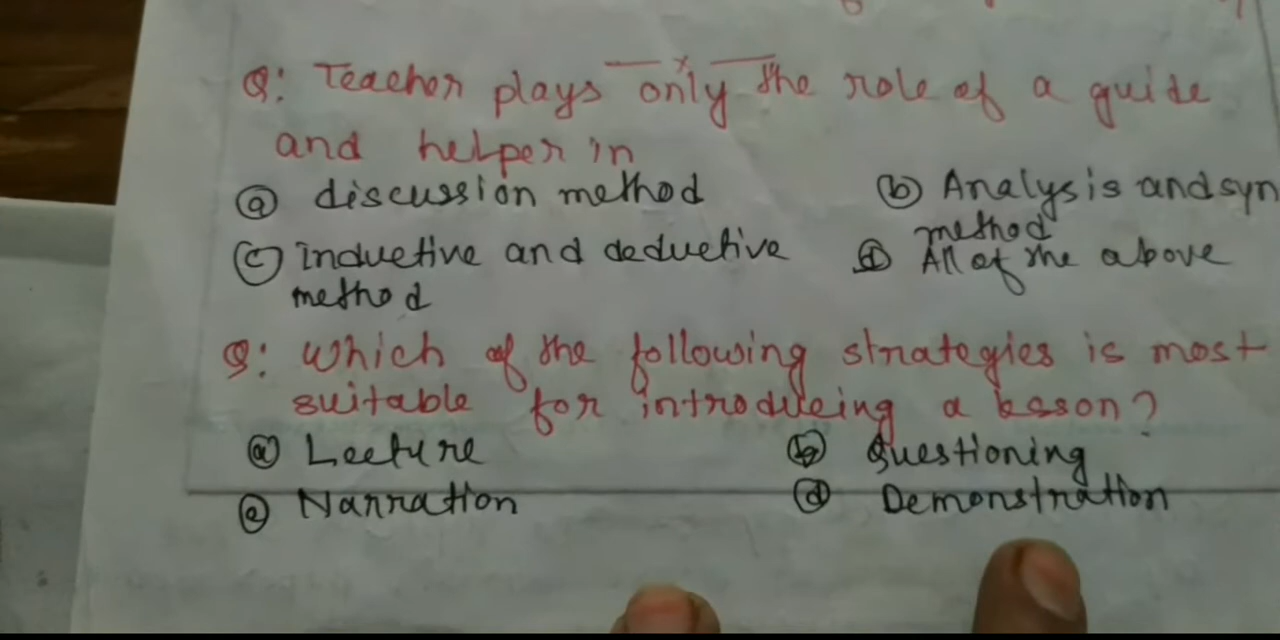 Q: Teacher plays only the role of a guide
and helper in
(a) discussion method (b) Analysis and syn
method
(c) inductive and deductive (d) All of the above
method
Q: which of the following strategies is most
suitable for introducing a lesson?
(a) Lecture (b) Questioning
(c) Narration (d) Demonstration